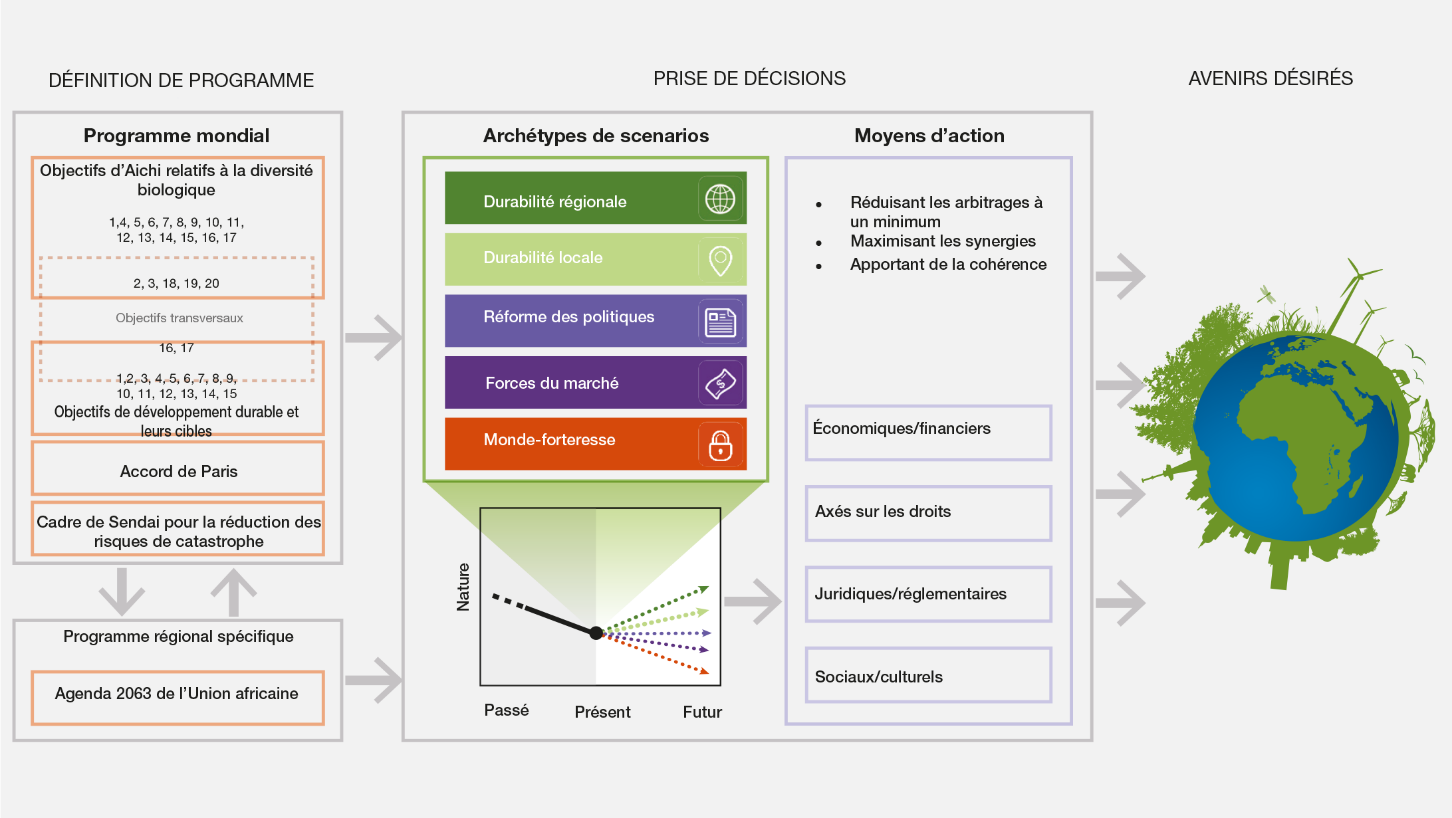 DÉFINITION DE PROGRAMME
Programme mondial
Objectifs d’Aichi relatifs à la diversité
biologique
1,4, 5, 6, 7, 8, 9, 10, 11,
12, 13, 14, 15, 16, 17
2, 3, 18, 19, 20
Objectifs transversaux
16, 17
1,2, 3, 4, 5, 6, 7, 8, 9,
10, 11, 12, 13, 14, 15
Objectifs de développement durable et
leurs cibles
Accord de Paris
Cadre de Sendai pour la réduction des
risques de catastrophe
Programme régional spécifique
Agenda 2063 de l’Union africaine
PRISE DE DÉCISIONS
Archétypes de scenarios
Durabilité régionale
Durabilité locale
Réforme des politiques
Forces du marché
$
Monde-forteresse
Nature
Passé
Présent
Futur
Moyens d’action
• Réduisant les arbitrages à
un minimum
• Maximisant les synergies
• Apportant de la cohérence
Économiques/financiers
Axés sur les droits
Juridiques/réglementaires
Sociaux/culturels
AVENIRS DÉSIRÉS